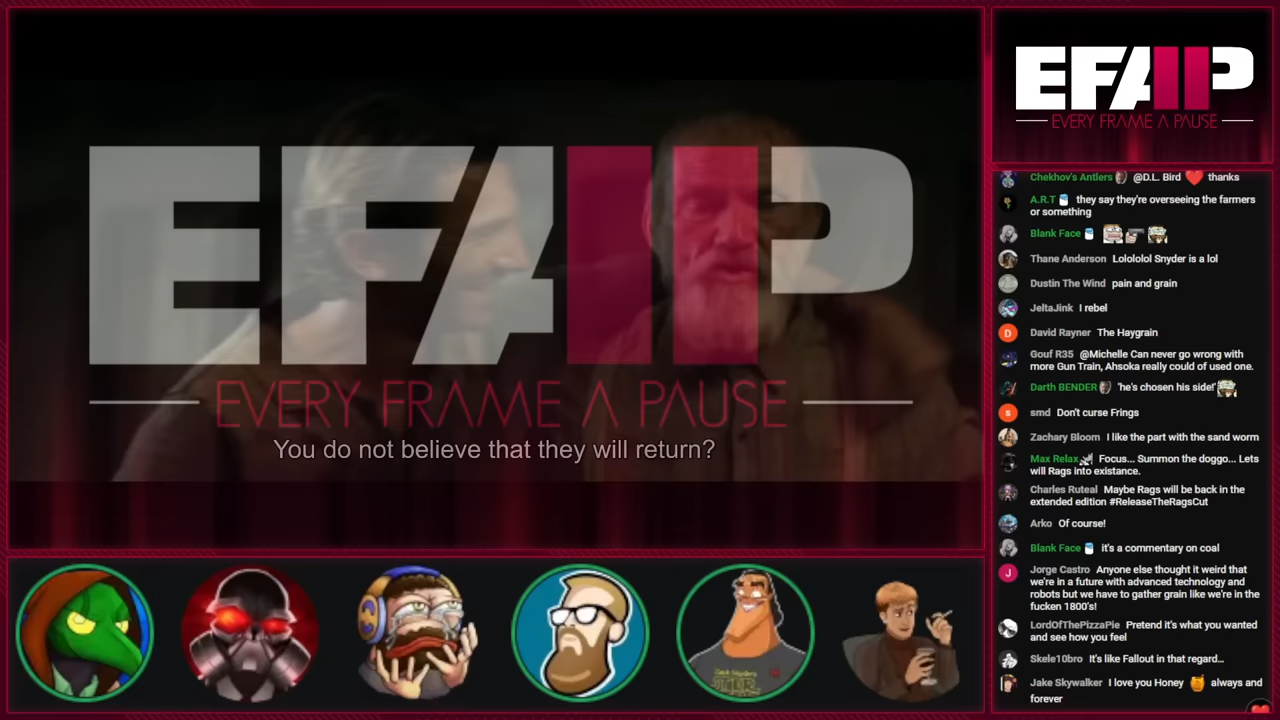 EFAP
EVERY FRAME A PAUSE
You do not believe that they will return?
EFAP
EVERY FRAME A PAUSE
Chekhov's Antlers @D.L. Bird thanks
A.R.T they say they're overseeing the farmers
or something
Blank Face
Thane Anderson Lolololol Snyder is a lol
Dustin The Wind pain and grain
JeltaJink I rebel
D
David Rayner The Haygrain
Gouf R35 @Michelle Can never go wrong with
more Gun Train, Ahsoka really could of used one.
Darth BENDER 'he's chosen his side!'
s
smd Don't curse Frings
Zachary Bloom I like the part with the sand worm
Max Relax Focus... Summon the doggo... Lets
will Rags into existance.
Charles Ruteal Maybe Rags will be back in the
extended edition #ReleaseTheRagsCut
Arko Of course!
Blank Face it's a commentary on coal
J
Jorge Castro Anyone else thought it weird that
we're in a future with advanced technology and
robots but we have to gather grain like we're in the
fucken 1800's!
LordOfThePizzaPie Pretend it's what you wanted
and see how you feel
Skele10bro It's like Fallout in that regard...
Jake Skywalker I love you Honey always and
forever